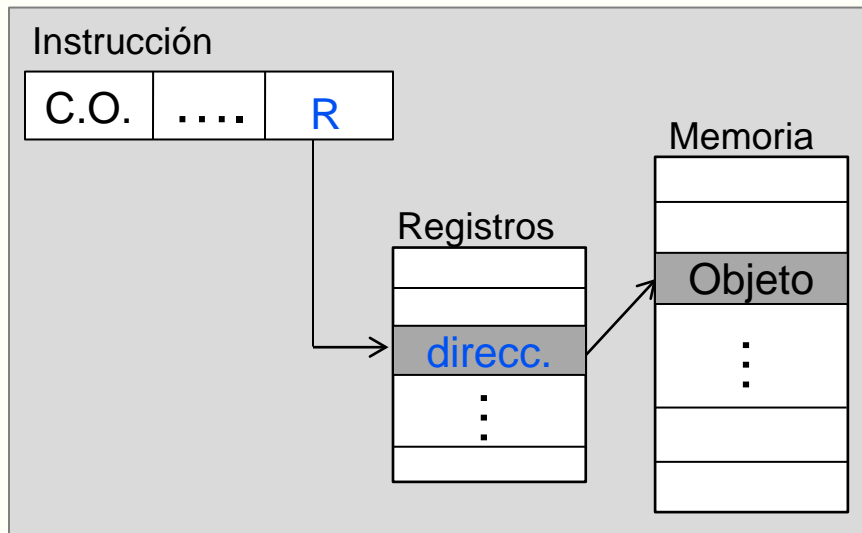 Instrucción
C.O. .... R
Memoria
Registros
Objeto
direcc.